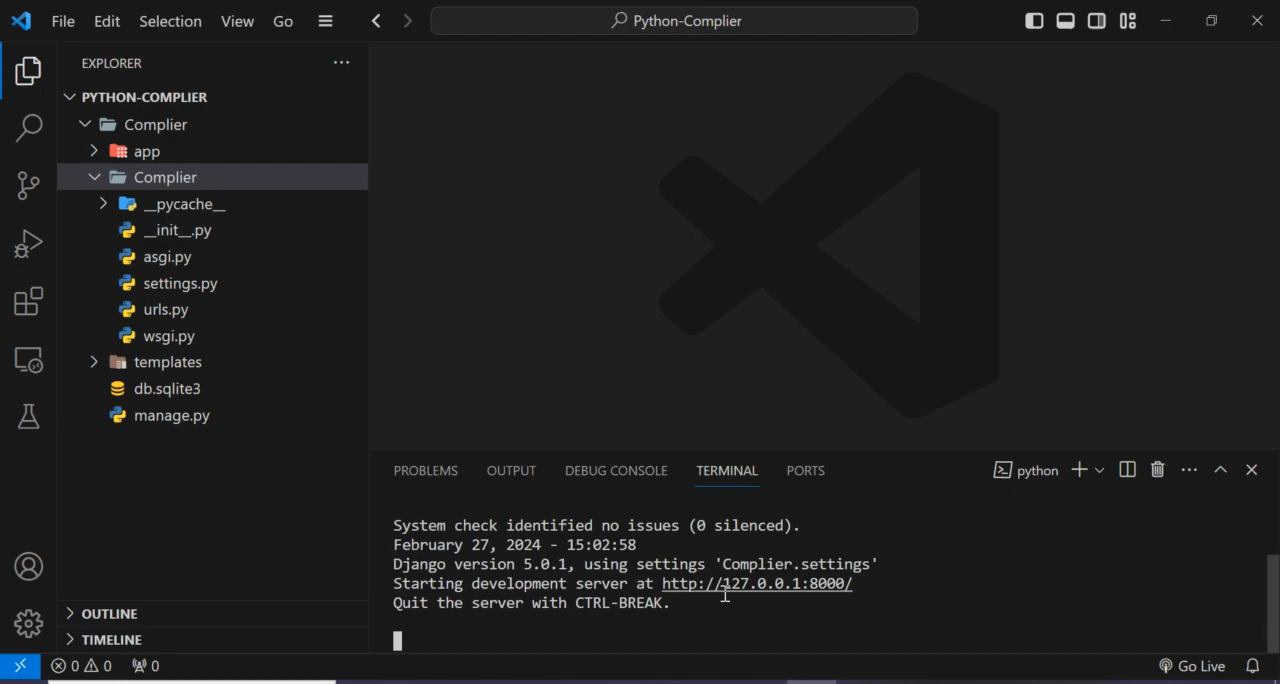 File Edit Selection View Go
Python-Complier
EXPLORER
PYTHON-COMPLIER
Complier
app
Complier
__pycache__
__init__.py
asgi.py
settings.py
urls.py
wsgi.py
templates
db.sqlite3
manage.py
OUTLINE
TIMELINE
PROBLEMS OUTPUT DEBUG CONSOLE TERMINAL PORTS
python
System check identified no issues (0 silenced).
February 27, 2024 - 15:02:58
Django version 5.0.1, using settings 'Complier.settings'
Starting development server at http://127.0.0.1:8000/
Quit the server with CTRL-BREAK.
0 0 0
Go Live